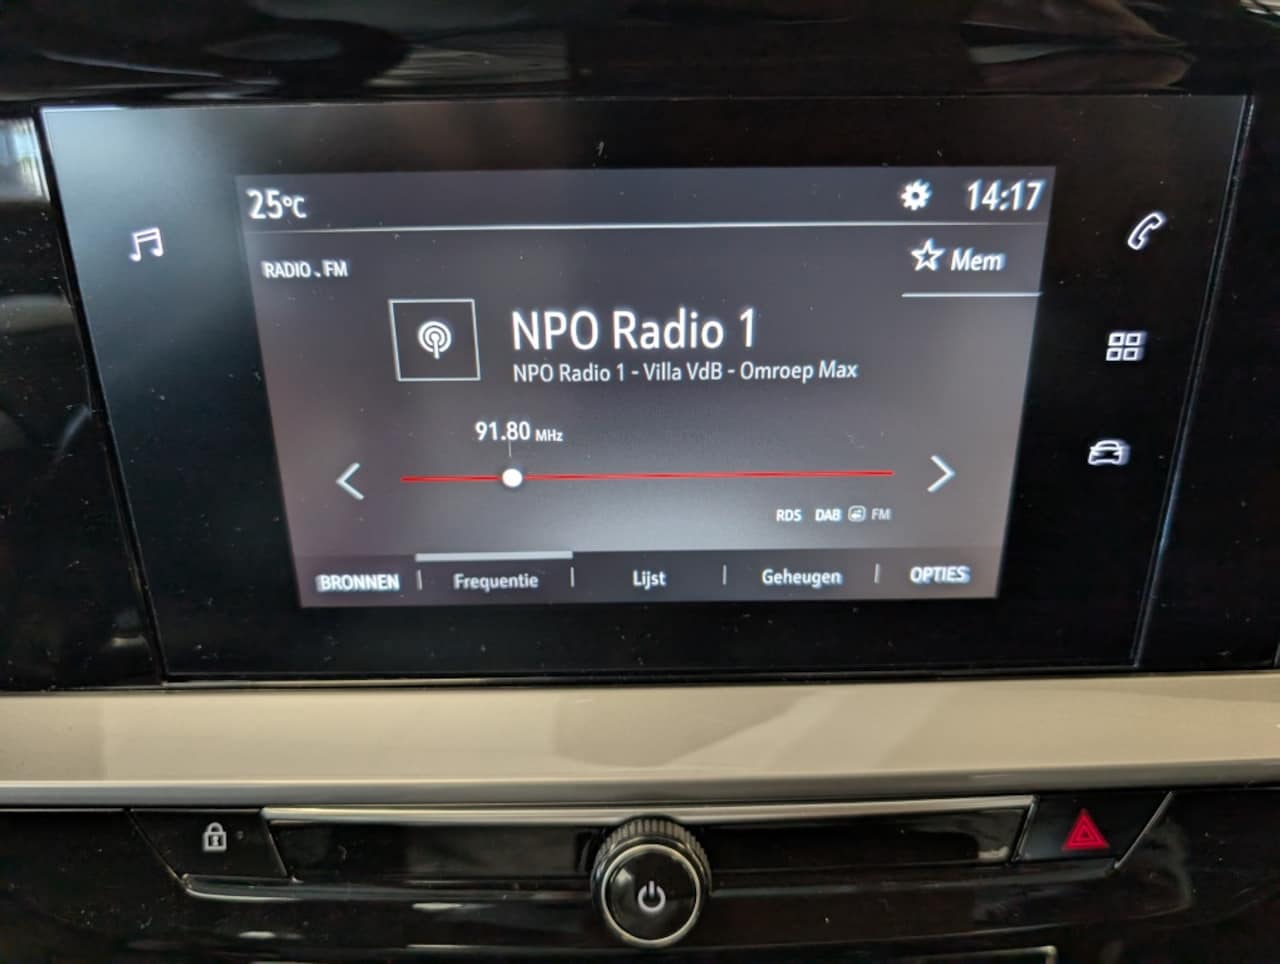 25°C 14:17
RADIO . FM Mem
NPO Radio 1
NPO Radio 1 - Villa VdB - Omroep Max
91.80 MHz
RDS DAB FM
BRONNEN | Frequentie | Lijst | Geheugen | OPTIES